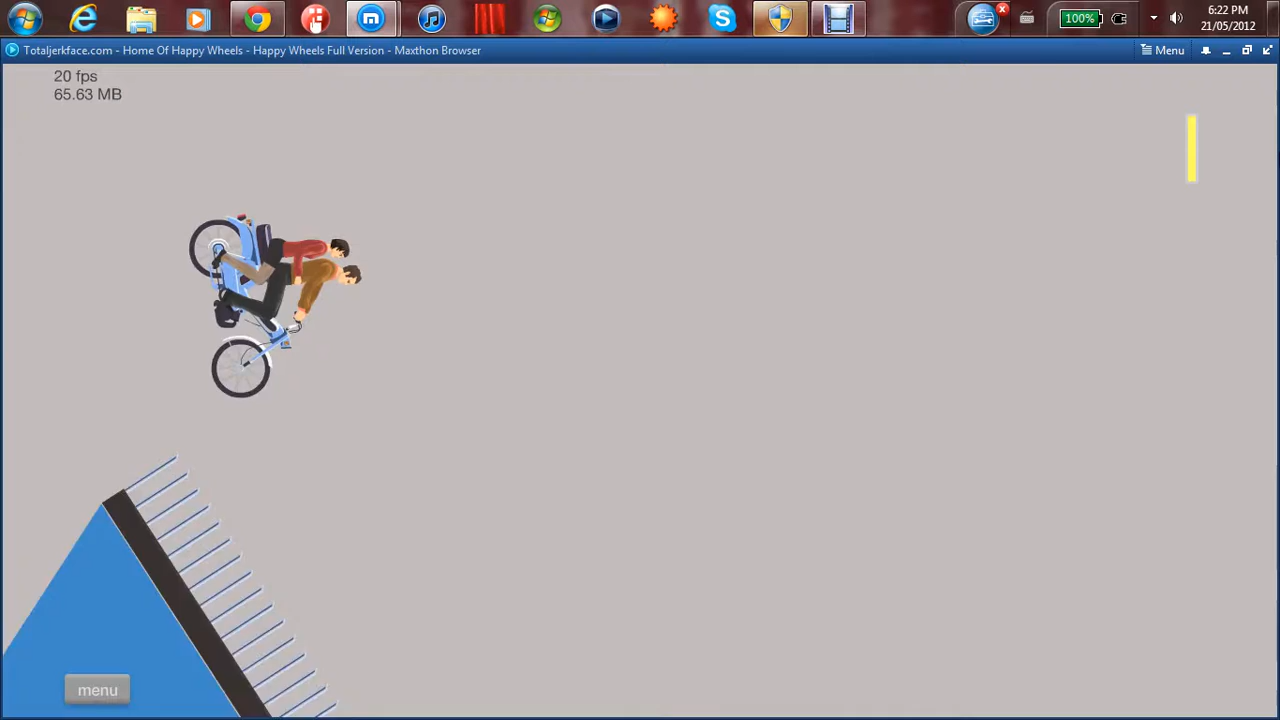 100%
6:22 PM
21/05/2012
Totaljerkface.com - Home Of Happy Wheels - Happy Wheels Full Version - Maxthon Browser
Menu
20 fps
65.63 MB
menu